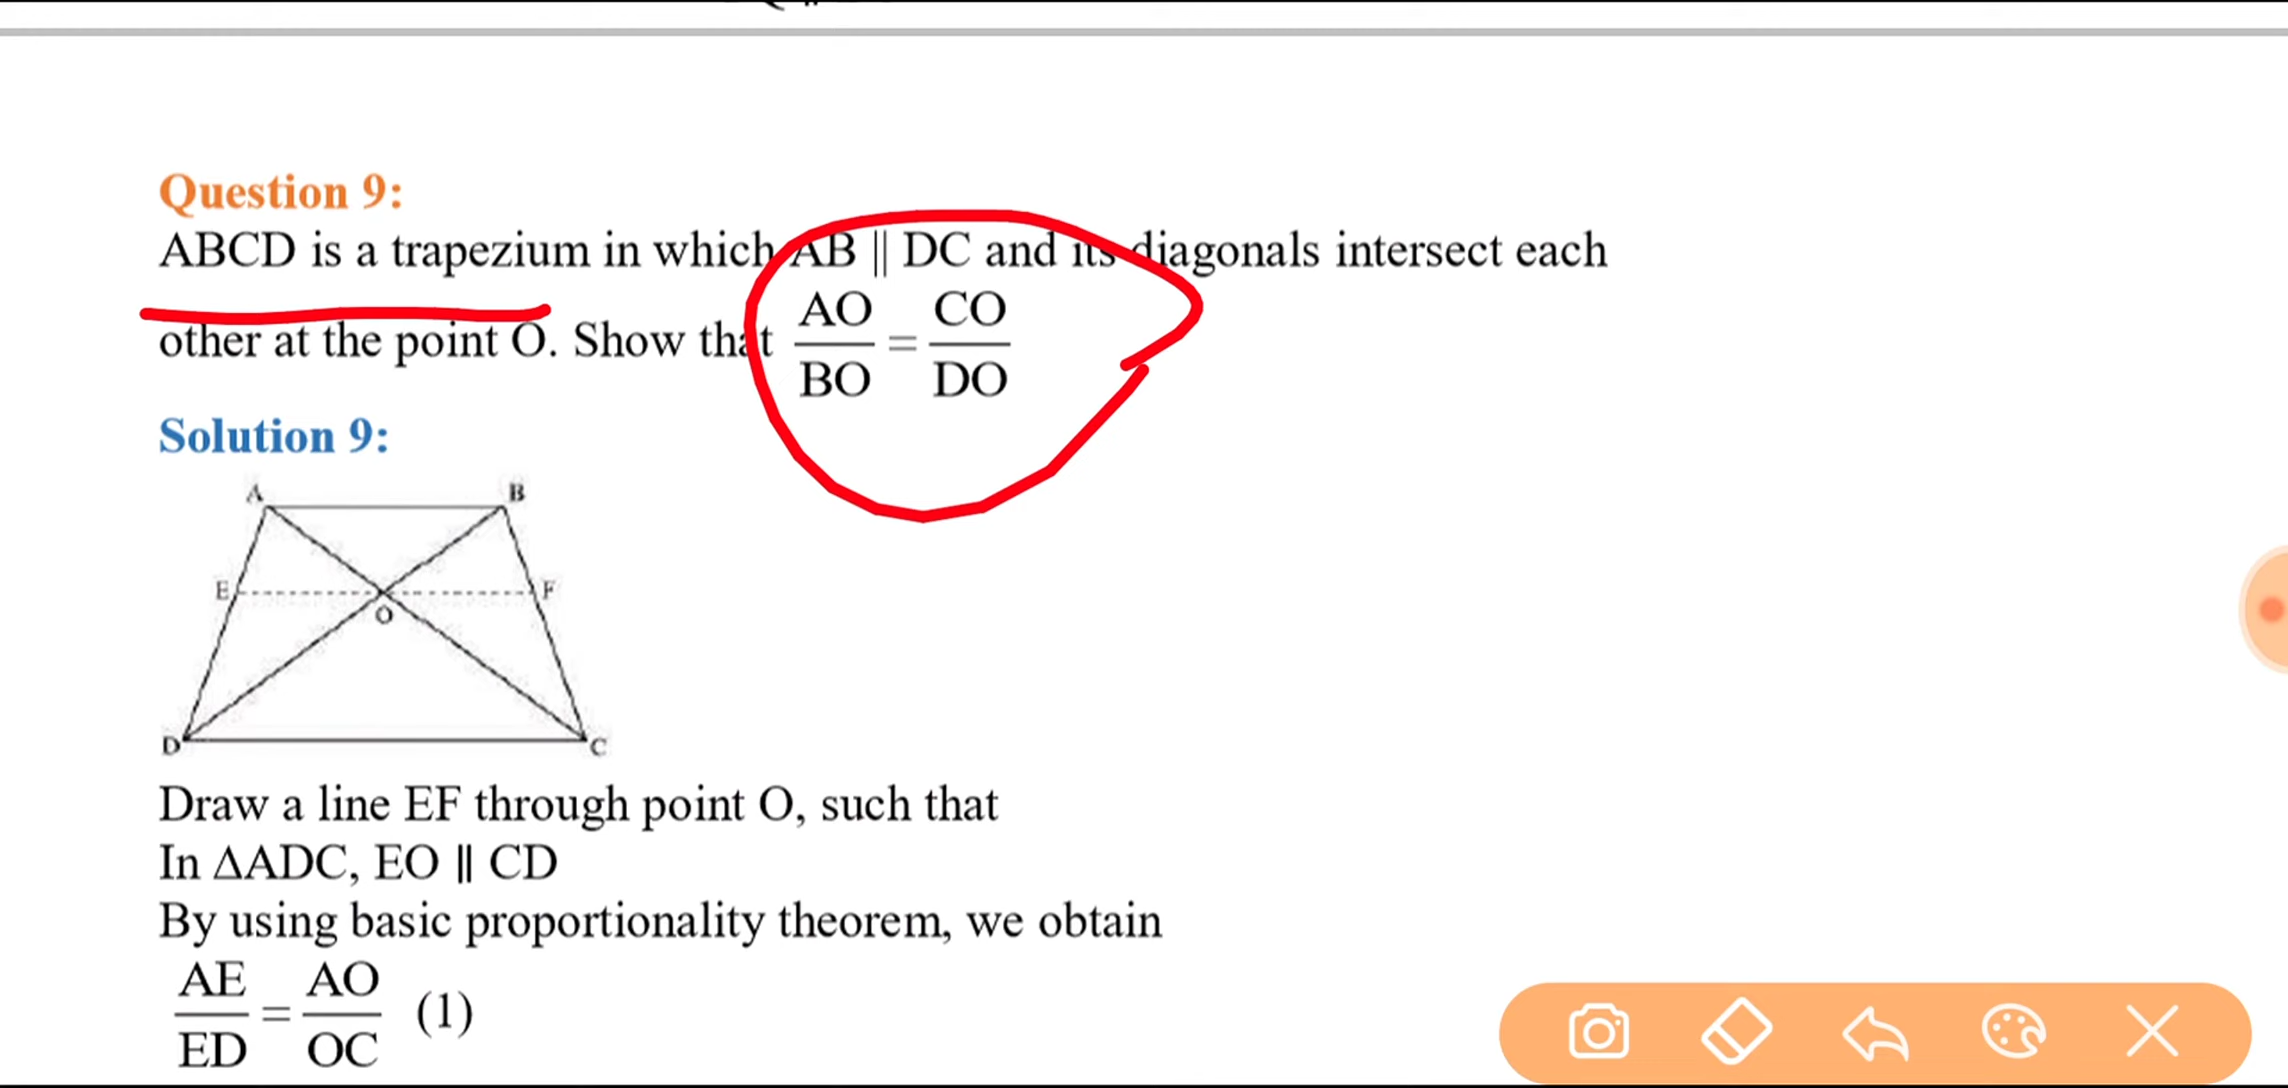 Question 9:
ABCD is a trapezium in which AB || DC and its diagonals intersect each
other at the point O. Show that AO/BO = CO/DO
Solution 9:
A B
E F
O
D C
Draw a line EF through point O, such that
In ΔADC, EO || CD
By using basic proportionality theorem, we obtain
AE/ED = AO/OC (1)